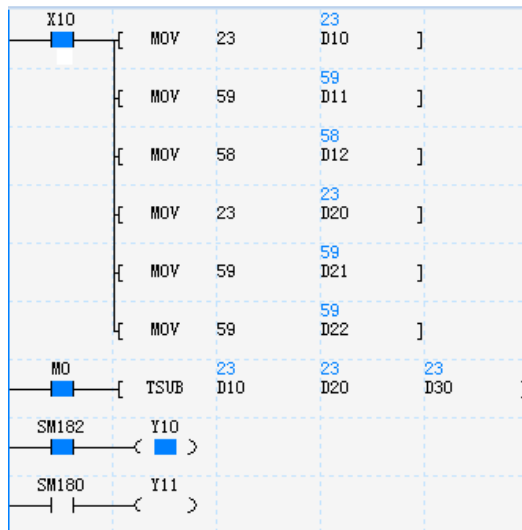 X10 23
[ MOV 23 D10 ]
59
[ MOV 59 D11 ]
58
[ MOV 58 D12 ]
23
[ MOV 23 D20 ]
59
[ MOV 59 D21 ]
59
[ MOV 59 D22 ]
M0 23 23 23
[ TSUB D10 D20 D30 ]
SM182 Y10
SM180 Y11